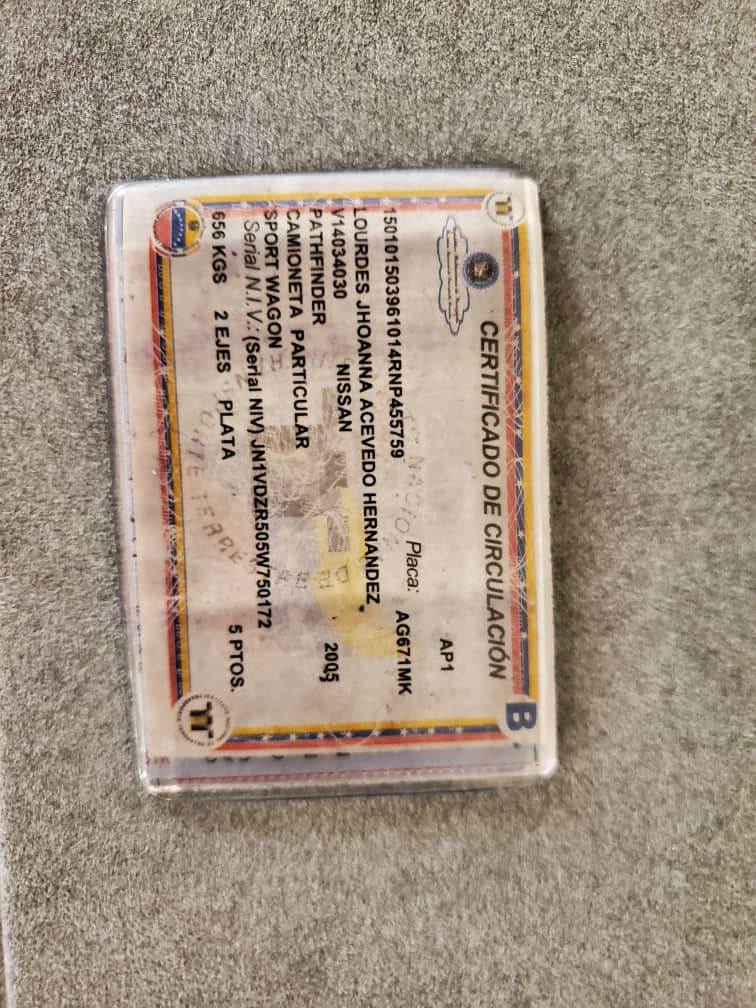 CERTIFICADO DE CIRCULACIÓN
B
AP1
150101503961014RNP455759 Placa: AG671MK
LOURDES JHOANNA ACEVEDO HERNANDEZ
V14034030 NISSAN 2005
PATHFINDER
CAMIONETA PARTICULAR
SPORT WAGON
Serial N.I.V.: (Serial NIV) JN1VDZR505W750172
656 KGS 2 EJES PLATA 5 PTOS.